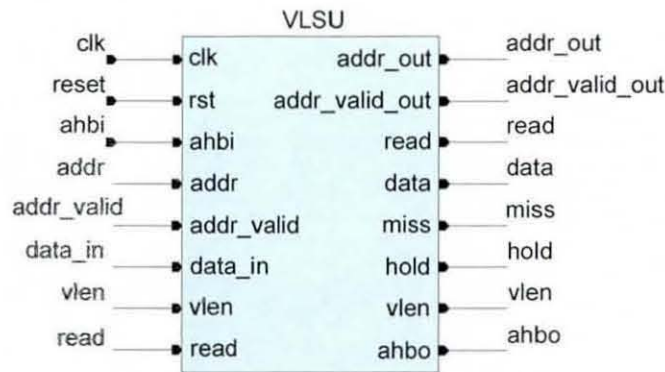 VLSU
clk clk addr_out addr_out
reset rst addr_valid_out addr_valid_out
ahbi ahbi read read
addr addr data data
addr_valid addr_valid miss miss
data_in data_in hold hold
vlen vlen vlen vlen
read read ahbo ahbo